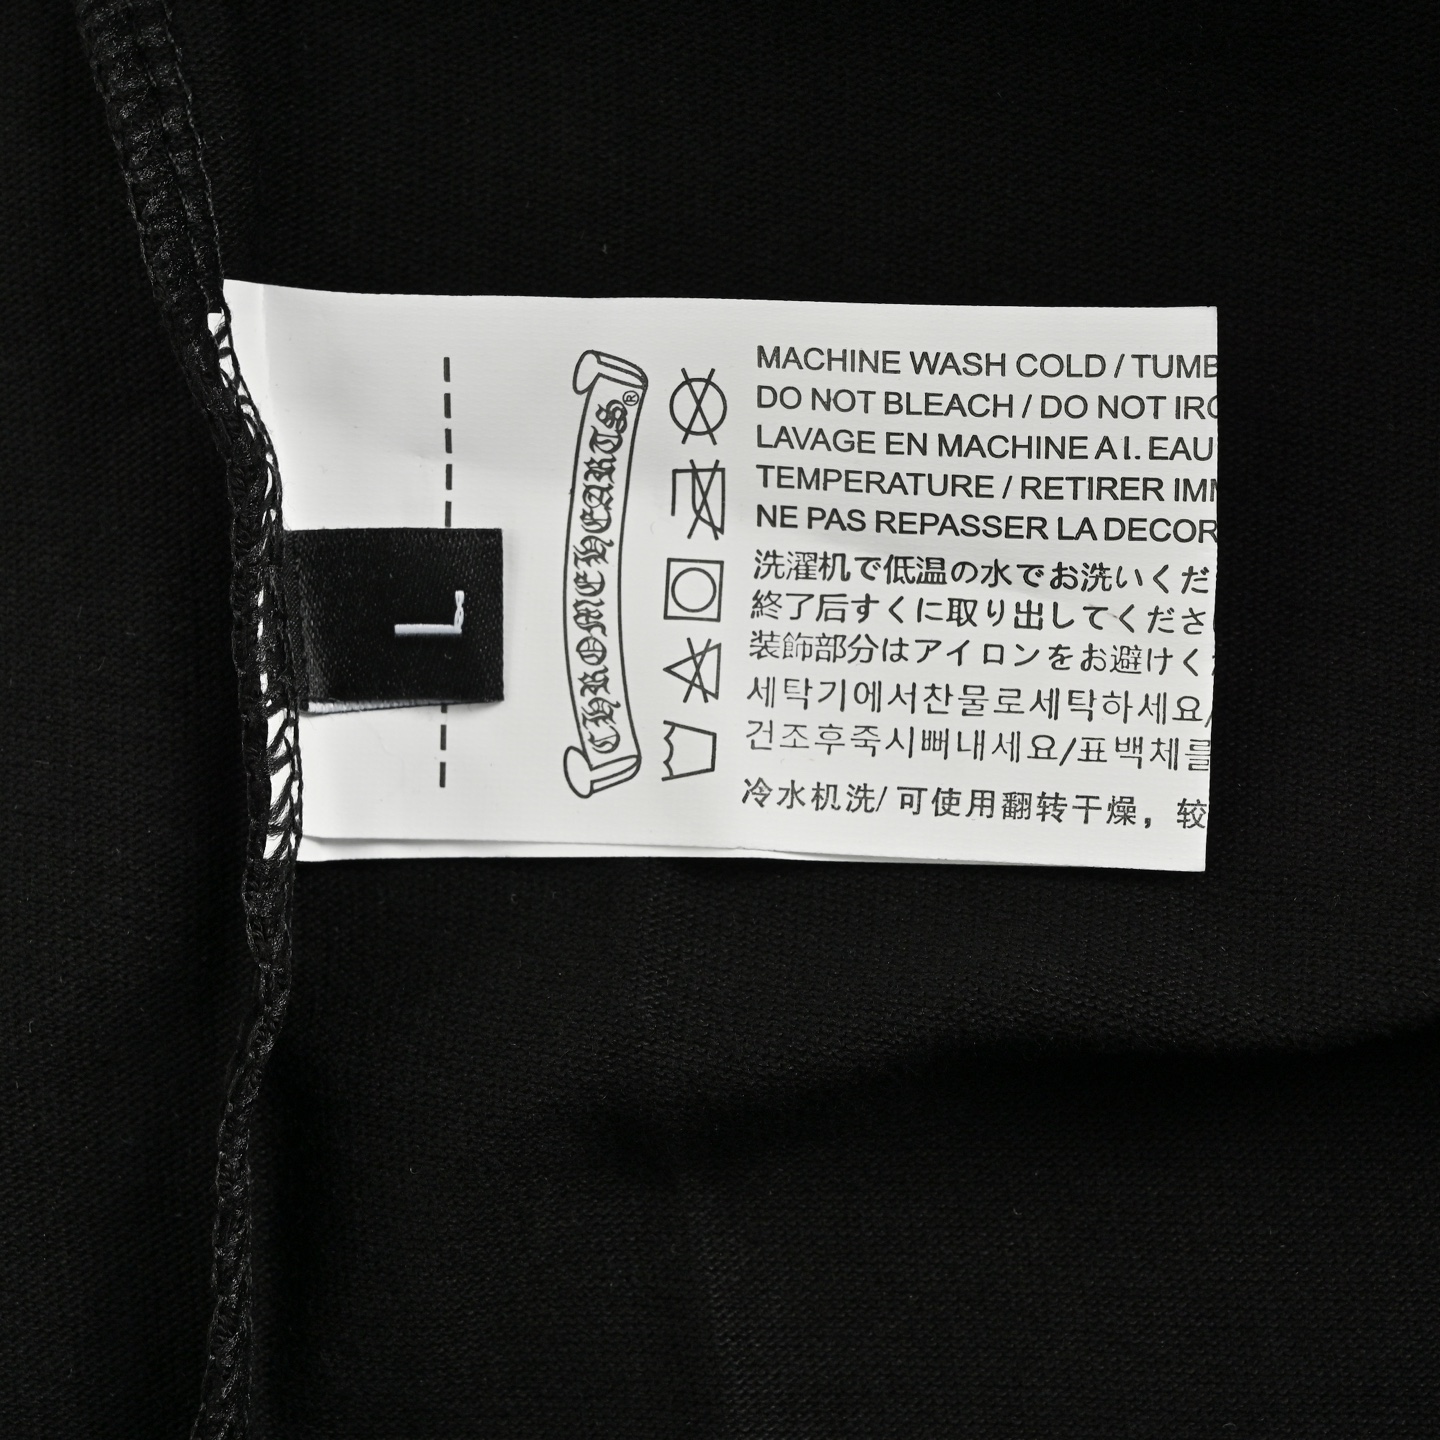 L
CHROME HEARTS®
MACHINE WASH COLD / TUMB
DO NOT BLEACH / DO NOT IRO
LAVAGE EN MACHINE A I. EAU
TEMPERATURE / RETIRER IMM
NE PAS REPASSER LA DECOR
洗濯机で低温の水でお洗いくだ
終了后すくに取り出してくださ
装飾部分はアイロンをお避けく
세탁기에서찬물로세탁하세요/
건조후죽시뻐내세요/표백체를
冷水机洗/ 可使用翻转干燥，较